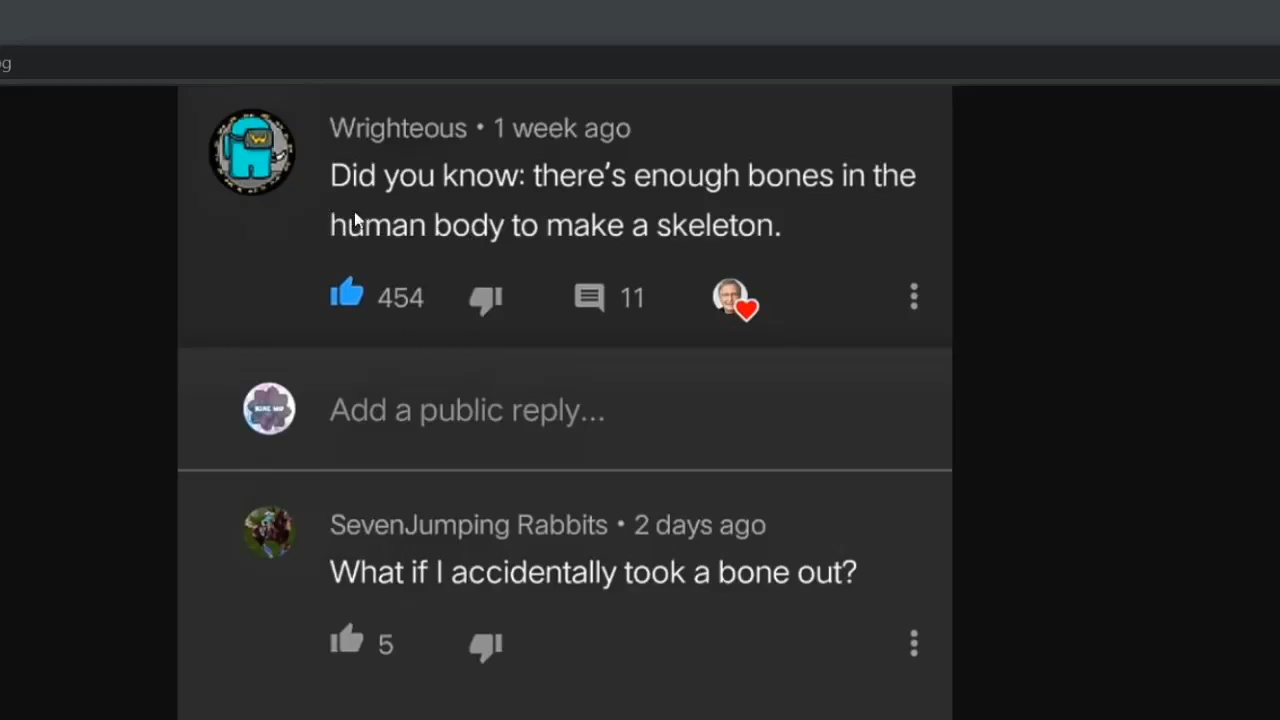 og
Wrighteous • 1 week ago
Did you know: there’s enough bones in the
human body to make a skeleton.
454
11
Add a public reply...
SevenJumping Rabbits • 2 days ago
What if I accidentally took a bone out?
5